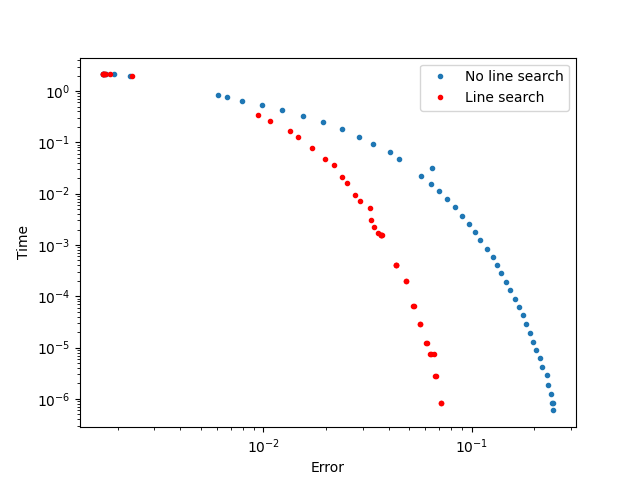 No line search
Line search
10⁰
10⁻¹
10⁻²
10⁻³
10⁻⁴
10⁻⁵
10⁻⁶
Time
10⁻²
10⁻¹
Error